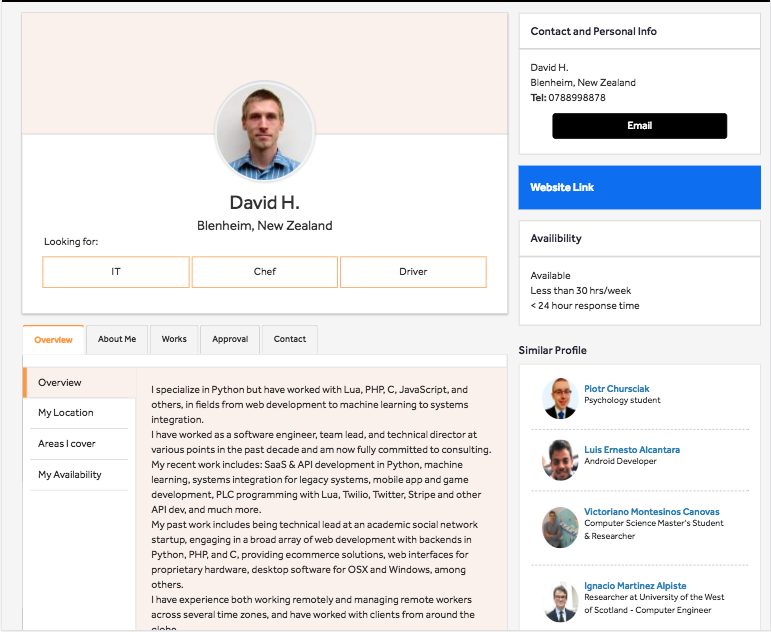 David H.
Blenheim, New Zealand
Looking for:
IT
Chef
Driver
Overview
About Me
Works
Approval
Contact
Overview
My Location
Areas I cover
My Availability
I specialize in Python but have worked with Lua, PHP, C, JavaScript, and
others, in fields from web development to machine learning to systems
integration.
I have worked as a software engineer, team lead, and technical director at
various points in the past decade and am now fully committed to consulting.
My recent work includes: SaaS & API development in Python, machine
learning, systems integration for legacy systems, mobile app and game
development, PLC programming with Lua, Twilio, Twitter, Stripe and other
API dev, and much more.
My past work includes being technical lead at an academic social network
startup, engaging in a broad array of web development with backends in
Python, PHP, and C, providing ecommerce solutions, web interfaces for
proprietary hardware, desktop software for OSX and Windows, among
others.
I have experience both working remotely and managing remote workers
across several time zones, and have worked with clients from around the
globe.
Contact and Personal Info
David H.
Blenheim, New Zealand
Tel: 0788998878
Email
Website Link
Availibility
Available
Less than 30 hrs/week
< 24 hour response time
Similar Profile
Piotr Chursciak
Psychology student
Luis Ernesto Alcantara
Android Developer
Victoriano Montesinos Canovas
Computer Science Master's Student
& Researcher
Ignacio Martinez Alpiste
Researcher at University of the West
of Scotland - Computer Engineer